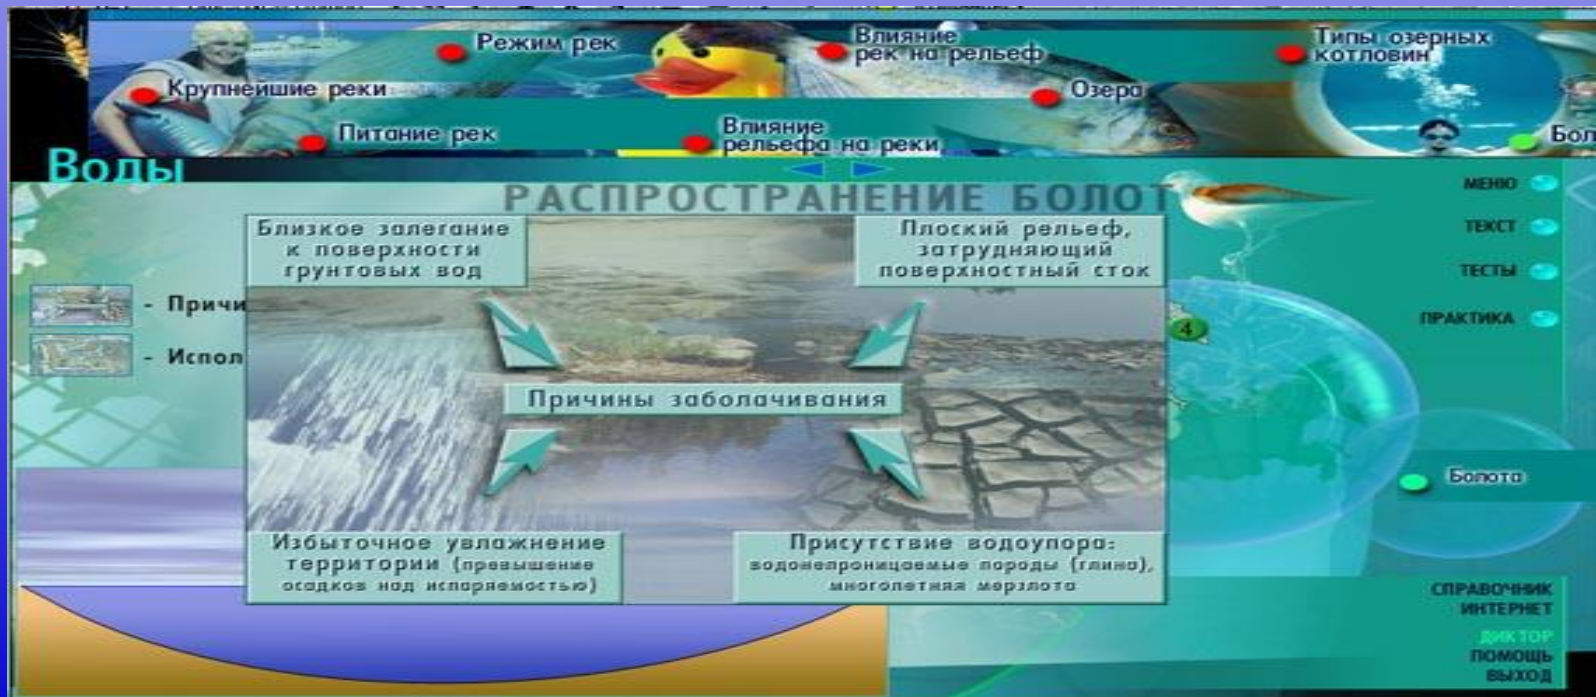 Режим рек
Влияние
рек на рельеф
Типы озерных
котловин
Крупнейшие реки
Озера
Питание рек
Влияние
рельефа на реки
Бол
Воды
РАСПРОСТРАНЕНИЕ БОЛОТ
МЕНЮ
ТЕКСТ
ТЕСТЫ
ПРАКТИКА
Близкое залегание
к поверхности
грунтовых вод
Плоский рельеф,
затрудняющий
поверхностный сток
- Причи
- Испол
4
Причины заболачивания
Болота
Избыточное увлажнение
территории (превышение
осадков над испаряемостью)
Присутствие водоупора:
водонепроницаемые породы (глина),
многолетняя мерзлота
СПРАВОЧНИК
ИНТЕРНЕТ
ДИКТОР
ПОМОЩЬ
ВЫХОД